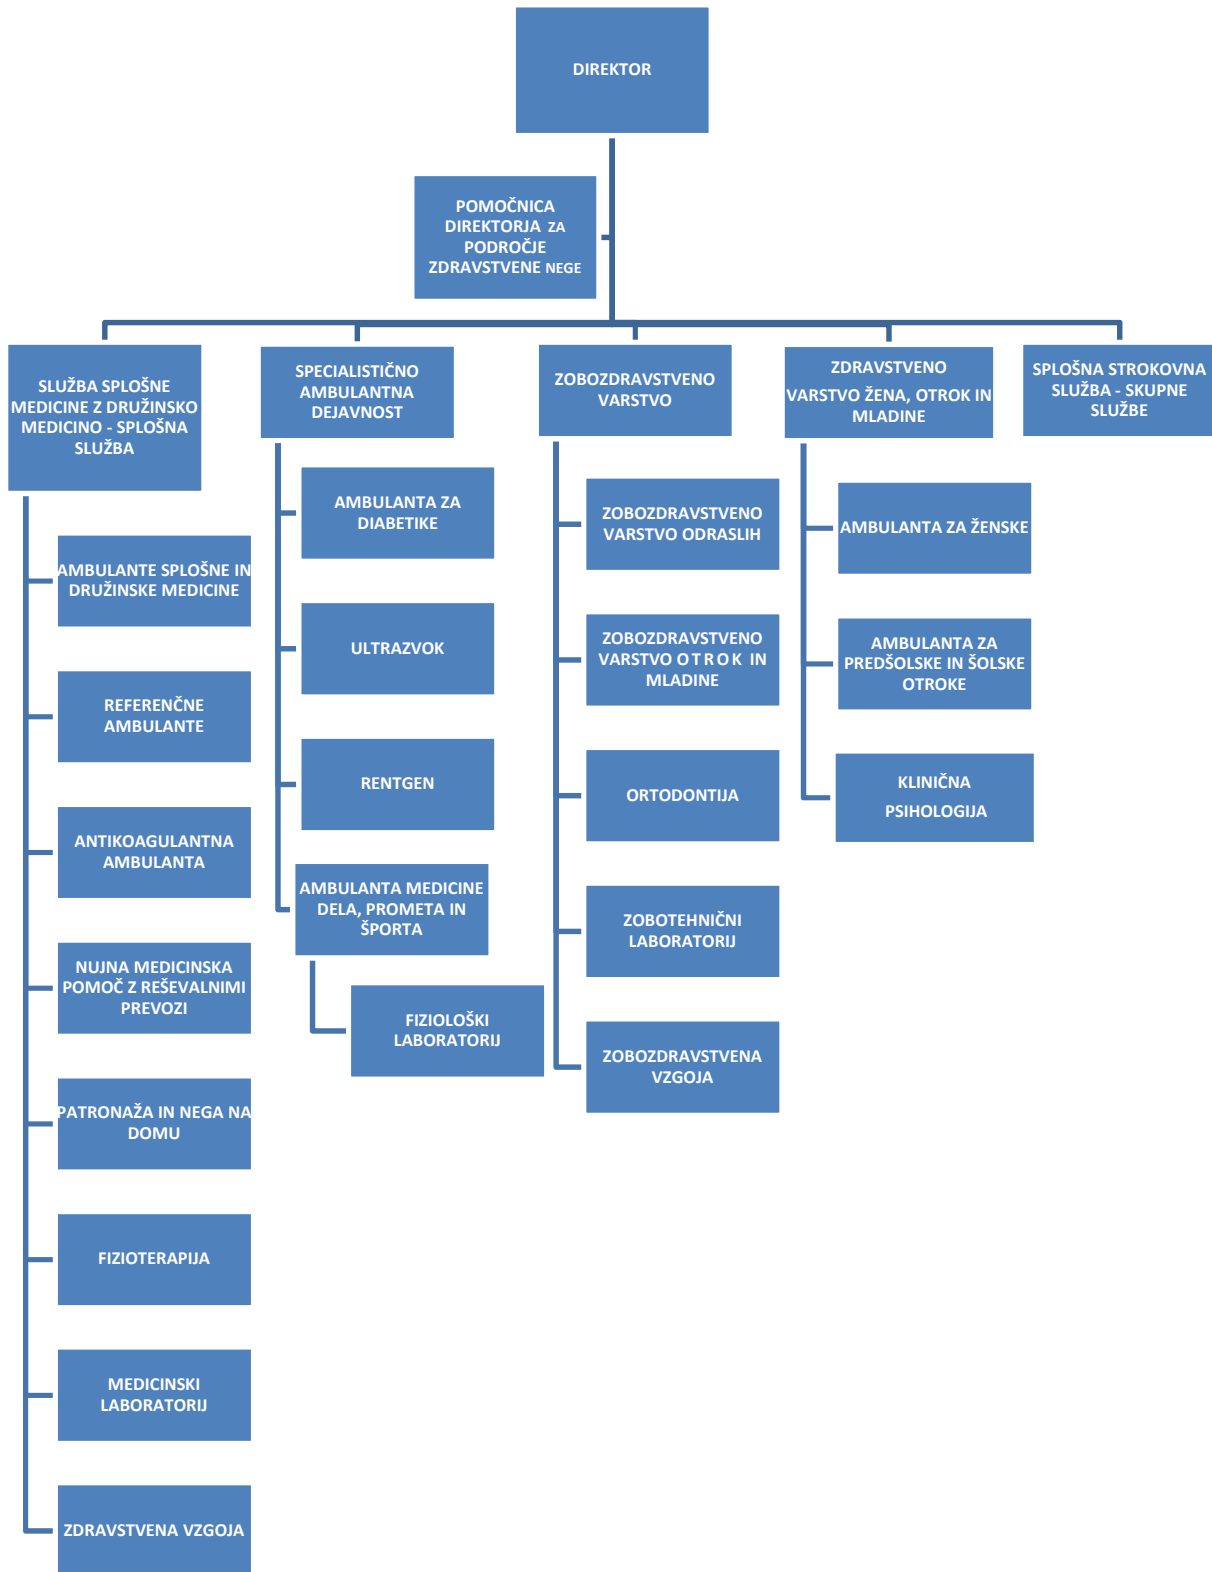 DIREKTOR
POMOČNICA
DIREKTORJA ZA
PODROČJE
ZDRAVSTVENE NEGE
SLUŽBA SPLOŠNE
MEDICINE Z DRUŽINSKO
MEDICINO - SPLOŠNA
SLUŽBA
AMBULANTE SPLOŠNE IN
DRUŽINSKE MEDICINE
REFERENČNE
AMBULANTE
ANTIKOAGULANTNA
AMBULANTA
NUJNA MEDICINSKA
POMOČ Z REŠEVALNIMI
PREVOZI
PATRONAŽA IN NEGA NA
DOMU
FIZIOTERAPIJA
MEDICINSKI
LABORATORIJ
ZDRAVSTVENA VZGOJA
SPECIALISTIČNO
AMBULANTNA
DEJAVNOST
AMBULANTA ZA
DIABETIKE
ULTRAZVOK
RENTGEN
AMBULANTA MEDICINE
DELA, PROMETA IN
ŠPORTA
FIZIOLOŠKI
LABORATORIJ
ZOBOZDRAVSTVENO
VARSTVO
ZOBOZDRAVSTVENO
VARSTVO ODRASLIH
ZOBOZDRAVSTVENO
VARSTVO OTROK IN
MLADINE
ORTODONTIJA
ZOBOTEHNIČNI
LABORATORIJ
ZOBOZDRAVSTVENA
VZGOJA
ZDRAVSTVENO
VARSTVO ŽENA, OTROK IN
MLADINE
AMBULANTA ZA ŽENSKE
AMBULANTA ZA
PREDŠOLSKE IN ŠOLSKE
OTROKE
KLINIČNA
PSIHOLOGIJA
SPLOŠNA STROKOVNA
SLUŽBA - SKUPNE
SLUŽBE